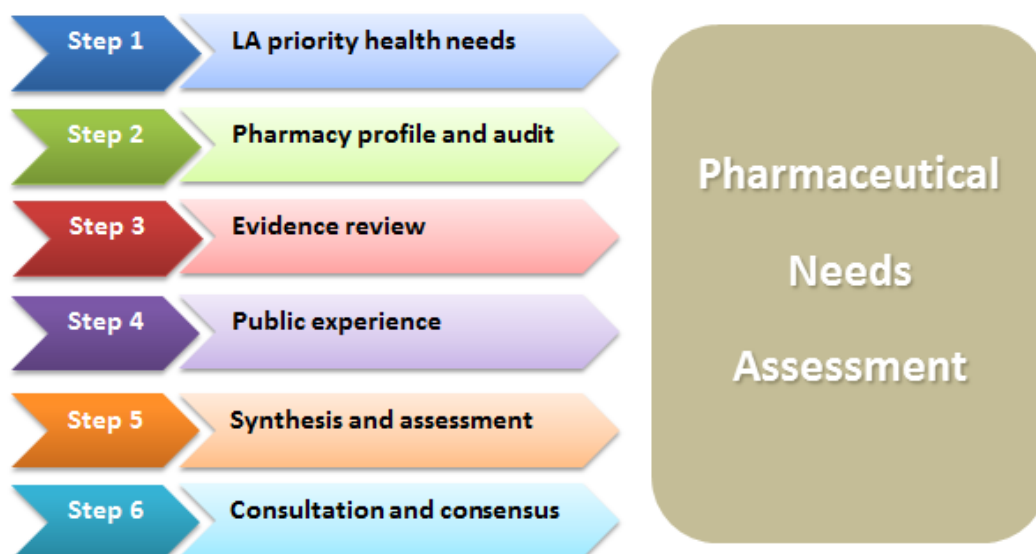 Step 1
LA priority health needs
Step 2
Pharmacy profile and audit
Step 3
Evidence review
Step 4
Public experience
Step 5
Synthesis and assessment
Step 6
Consultation and consensus
Pharmaceutical
Needs
Assessment